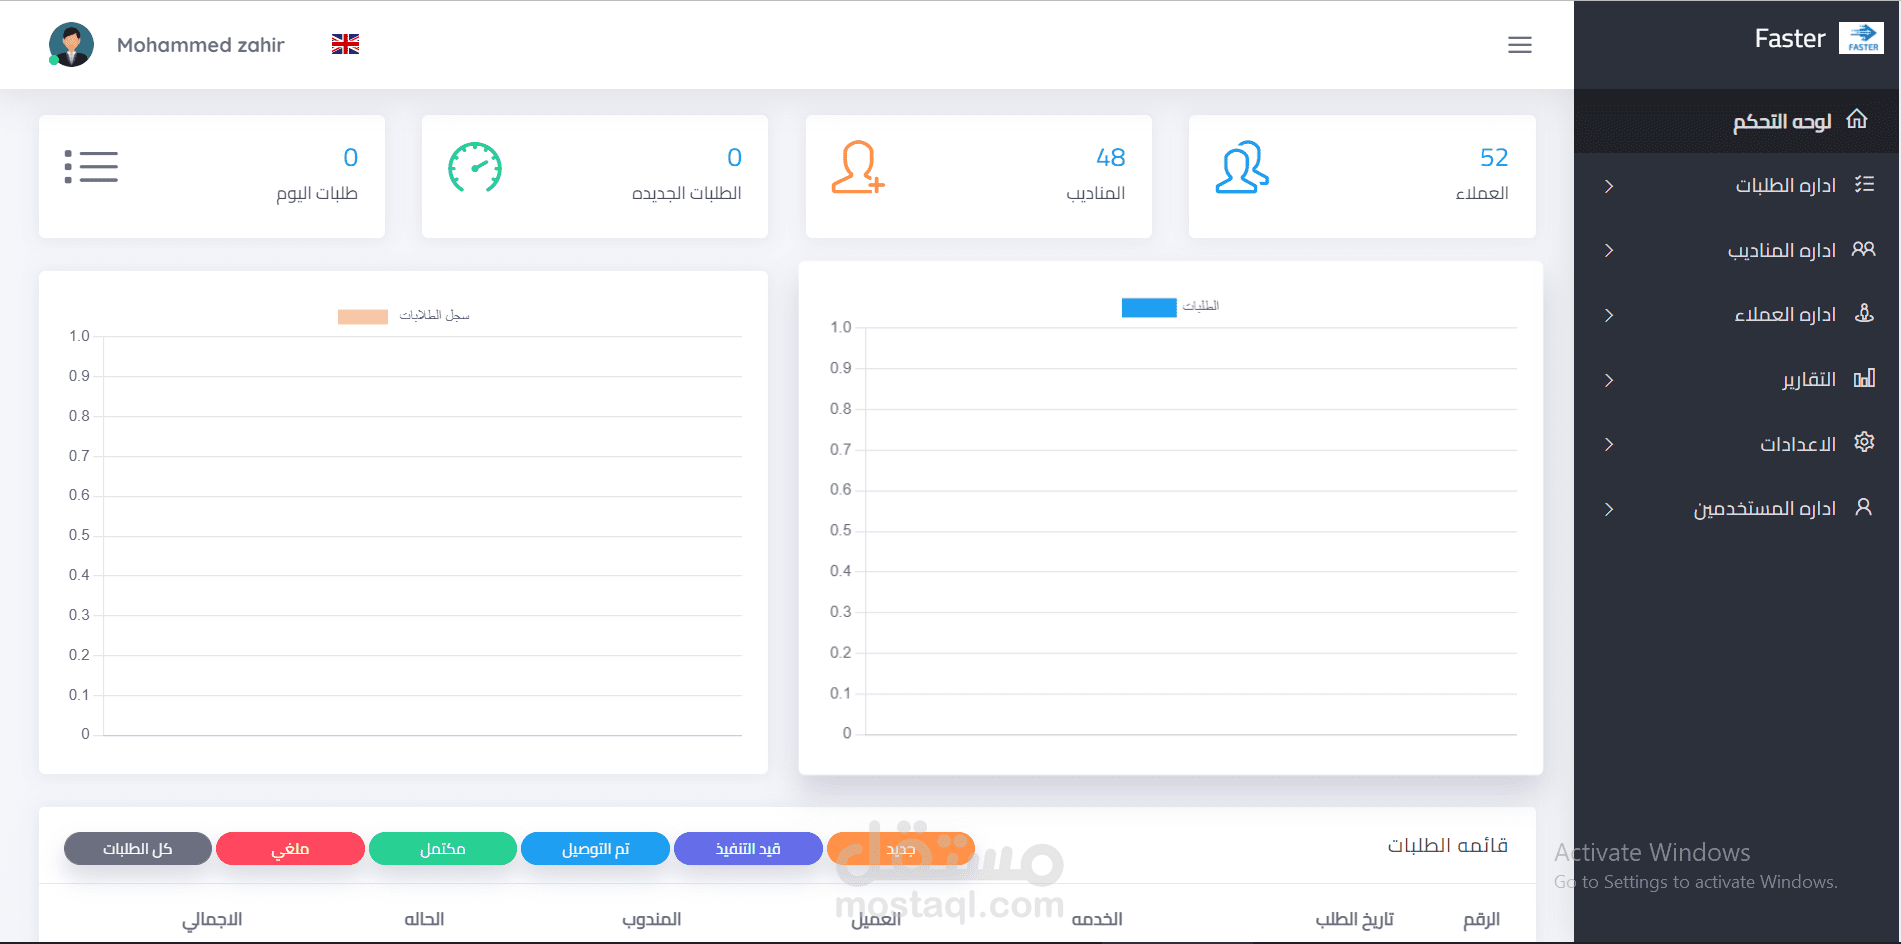 Faster
FASTER
Mohammed zahir
لوحه التحكم
اداره الطلبات
اداره المناديب
اداره العملاء
التقارير
الاعدادات
اداره المستخدمين
52
العملاء
48
المناديب
0
الطلبات الجديده
0
طلبات اليوم
الطلبات
1.0
0.9
0.8
0.7
0.6
0.5
0.4
0.3
0.2
0.1
0
سجل الطلابات
1.0
0.9
0.8
0.7
0.6
0.5
0.4
0.3
0.2
0.1
0
قائمه الطلبات
جديد قيد التنفيذ تم التوصيل مكتمل ملغي كل الطلبات
الرقم تاريخ الطلب الخدمه العميل المندوب الحاله الاجمالي
مستقل
mostaql.com
Activate Windows
Go to Settings to activate Windows.